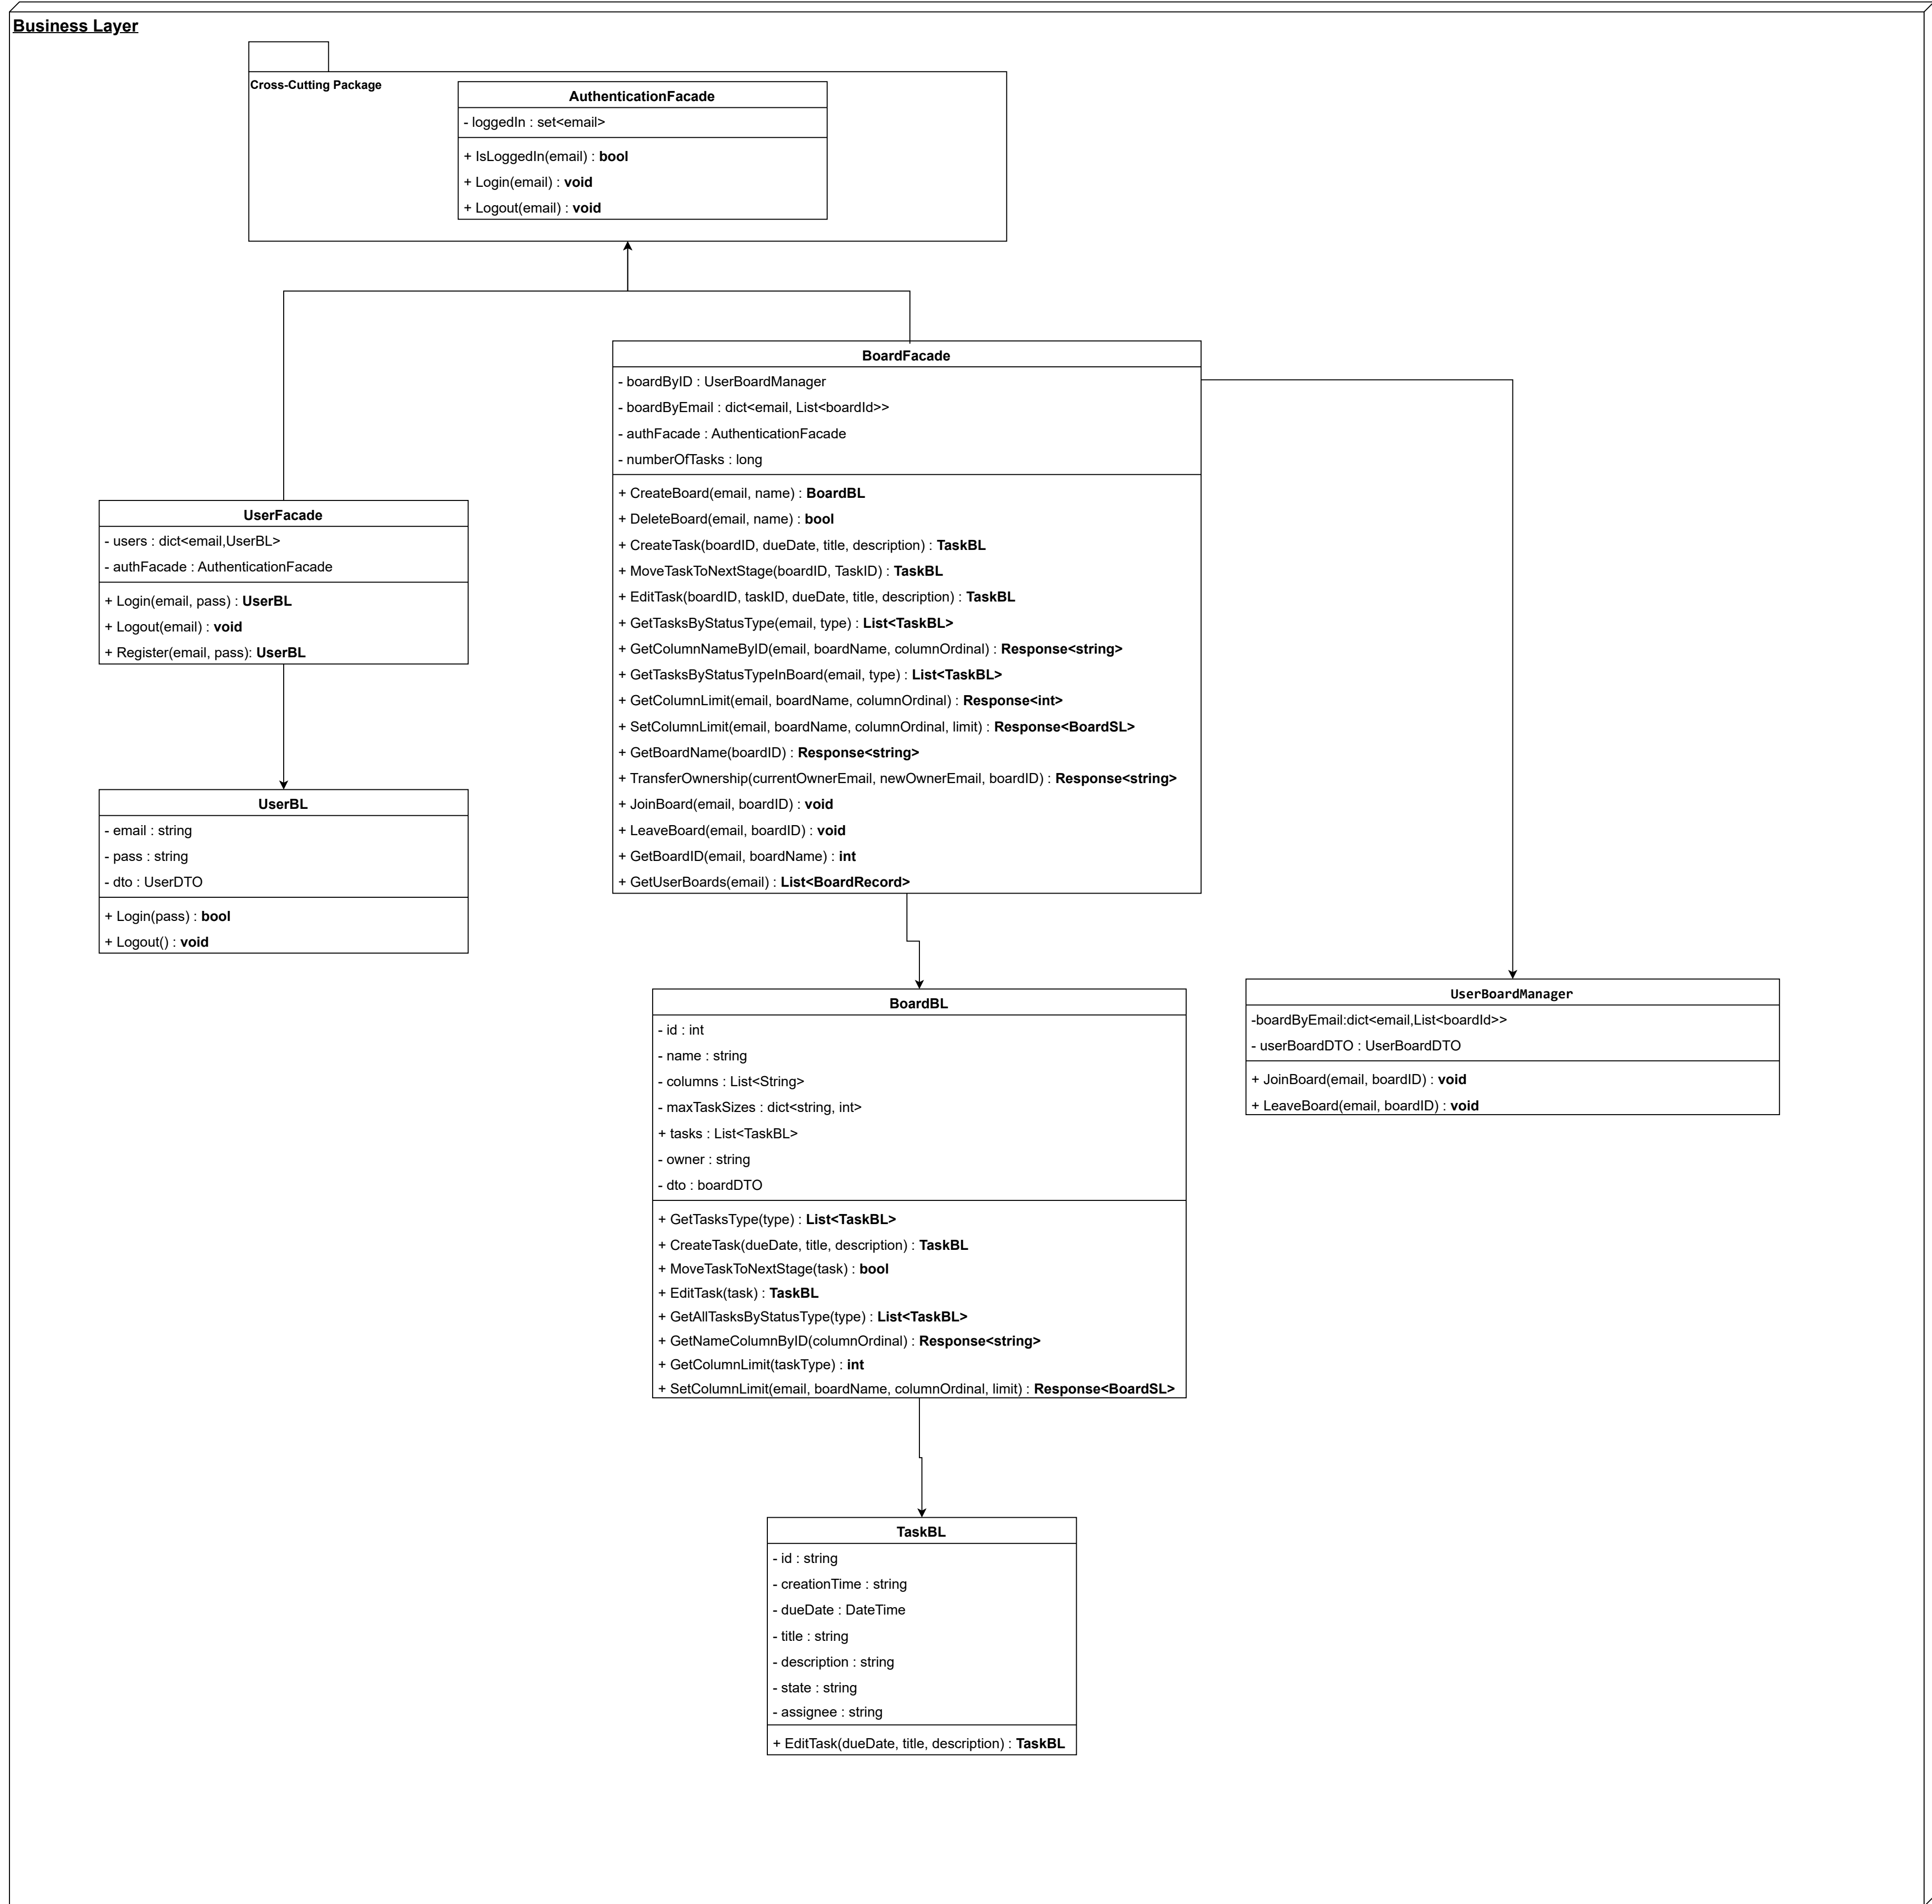 Business Layer
Cross-Cutting Package
AuthenticationFacade
- loggedIn : set<email>
+ IsLoggedIn(email) : bool
+ Login(email) : void
+ Logout(email) : void
BoardFacade
- boardByID : UserBoardManager
- boardByEmail : dict<email, List<boardId>>
- authFacade : AuthenticationFacade
- numberOfTasks : long
+ CreateBoard(email, name) : BoardBL
+ DeleteBoard(email, name) : bool
+ CreateTask(boardID, dueDate, title, description) : TaskBL
+ MoveTaskToNextStage(boardID, TaskID) : TaskBL
+ EditTask(boardID, taskID, dueDate, title, description) : TaskBL
+ GetTasksByStatusType(email, type) : List<TaskBL>
+ GetColumnNameByID(email, boardName, columnOrdinal) : Response<string>
+ GetTasksByStatusTypeInBoard(email, type) : List<TaskBL>
+ GetColumnLimit(email, boardName, columnOrdinal) : Response<int>
+ SetColumnLimit(email, boardName, columnOrdinal, limit) : Response<BoardSL>
+ GetBoardName(boardID) : Response<string>
+ TransferOwnership(currentOwnerEmail, newOwnerEmail, boardID) : Response<string>
+ JoinBoard(email, boardID) : void
+ LeaveBoard(email, boardID) : void
+ GetBoardID(email, boardName) : int
+ GetUserBoards(email) : List<BoardRecord>
UserFacade
- users : dict<email,UserBL>
- authFacade : AuthenticationFacade
+ Login(email, pass) : UserBL
+ Logout(email) : void
+ Register(email, pass): UserBL
UserBL
- email : string
- pass : string
- dto : UserDTO
+ Login(pass) : bool
+ Logout() : void
BoardBL
- id : int
- name : string
- columns : List<String>
- maxTaskSizes : dict<string, int>
+ tasks : List<TaskBL>
- owner : string
- dto : boardDTO
+ GetTasksType(type) : List<TaskBL>
+ CreateTask(dueDate, title, description) : TaskBL
+ MoveTaskToNextStage(task) : bool
+ EditTask(task) : TaskBL
+ GetAllTasksByStatusType(type) : List<TaskBL>
+ GetNameColumnByID(columnOrdinal) : Response<string>
+ GetColumnLimit(taskType) : int
+ SetColumnLimit(email, boardName, columnOrdinal, limit) : Response<BoardSL>
UserBoardManager
-boardByEmail:dict<email,List<boardId>>
- userBoardDTO : UserBoardDTO
+ JoinBoard(email, boardID) : void
+ LeaveBoard(email, boardID) : void
TaskBL
- id : string
- creationTime : string
- dueDate : DateTime
- title : string
- description : string
- state : string
- assignee : string
+ EditTask(dueDate, title, description) : TaskBL